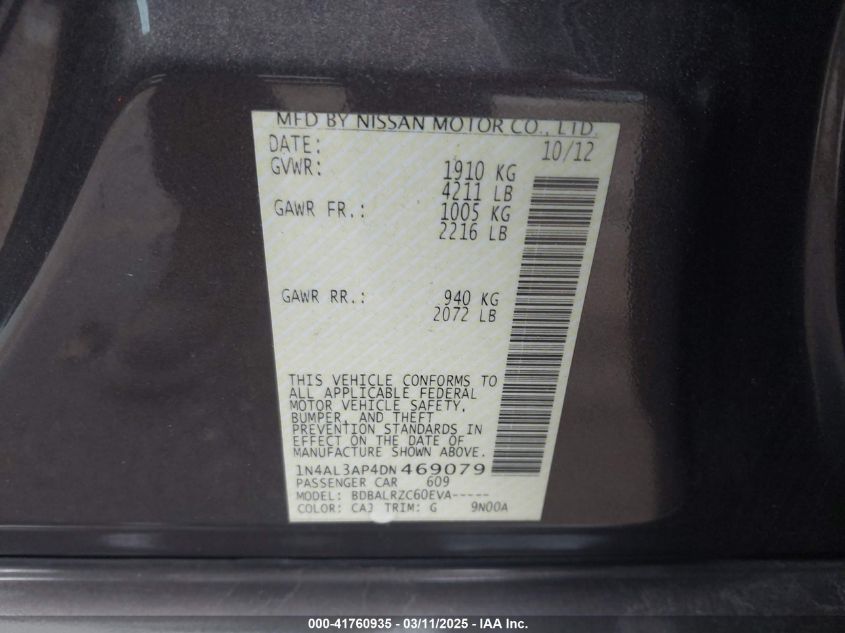 MFD BY NISSAN MOTOR CO., LTD.
DATE: 10/12
GVWR: 1910 KG
4211 LB
GAWR FR.: 1005 KG
2216 LB
GAWR RR.: 940 KG
2072 LB
THIS VEHICLE CONFORMS TO
ALL APPLICABLE FEDERAL
MOTOR VEHICLE SAFETY,
BUMPER, AND THEFT
PREVENTION STANDARDS IN
EFFECT ON THE DATE OF
MANUFACTURE SHOWN ABOVE.
1N4AL3AP4DN469079
PASSENGER CAR 609
MODEL: BDBALRZC60EVA-----
COLOR: CAJ TRIM: G 9N00A
000-41760935 - 03/11/2025 - IAA Inc.